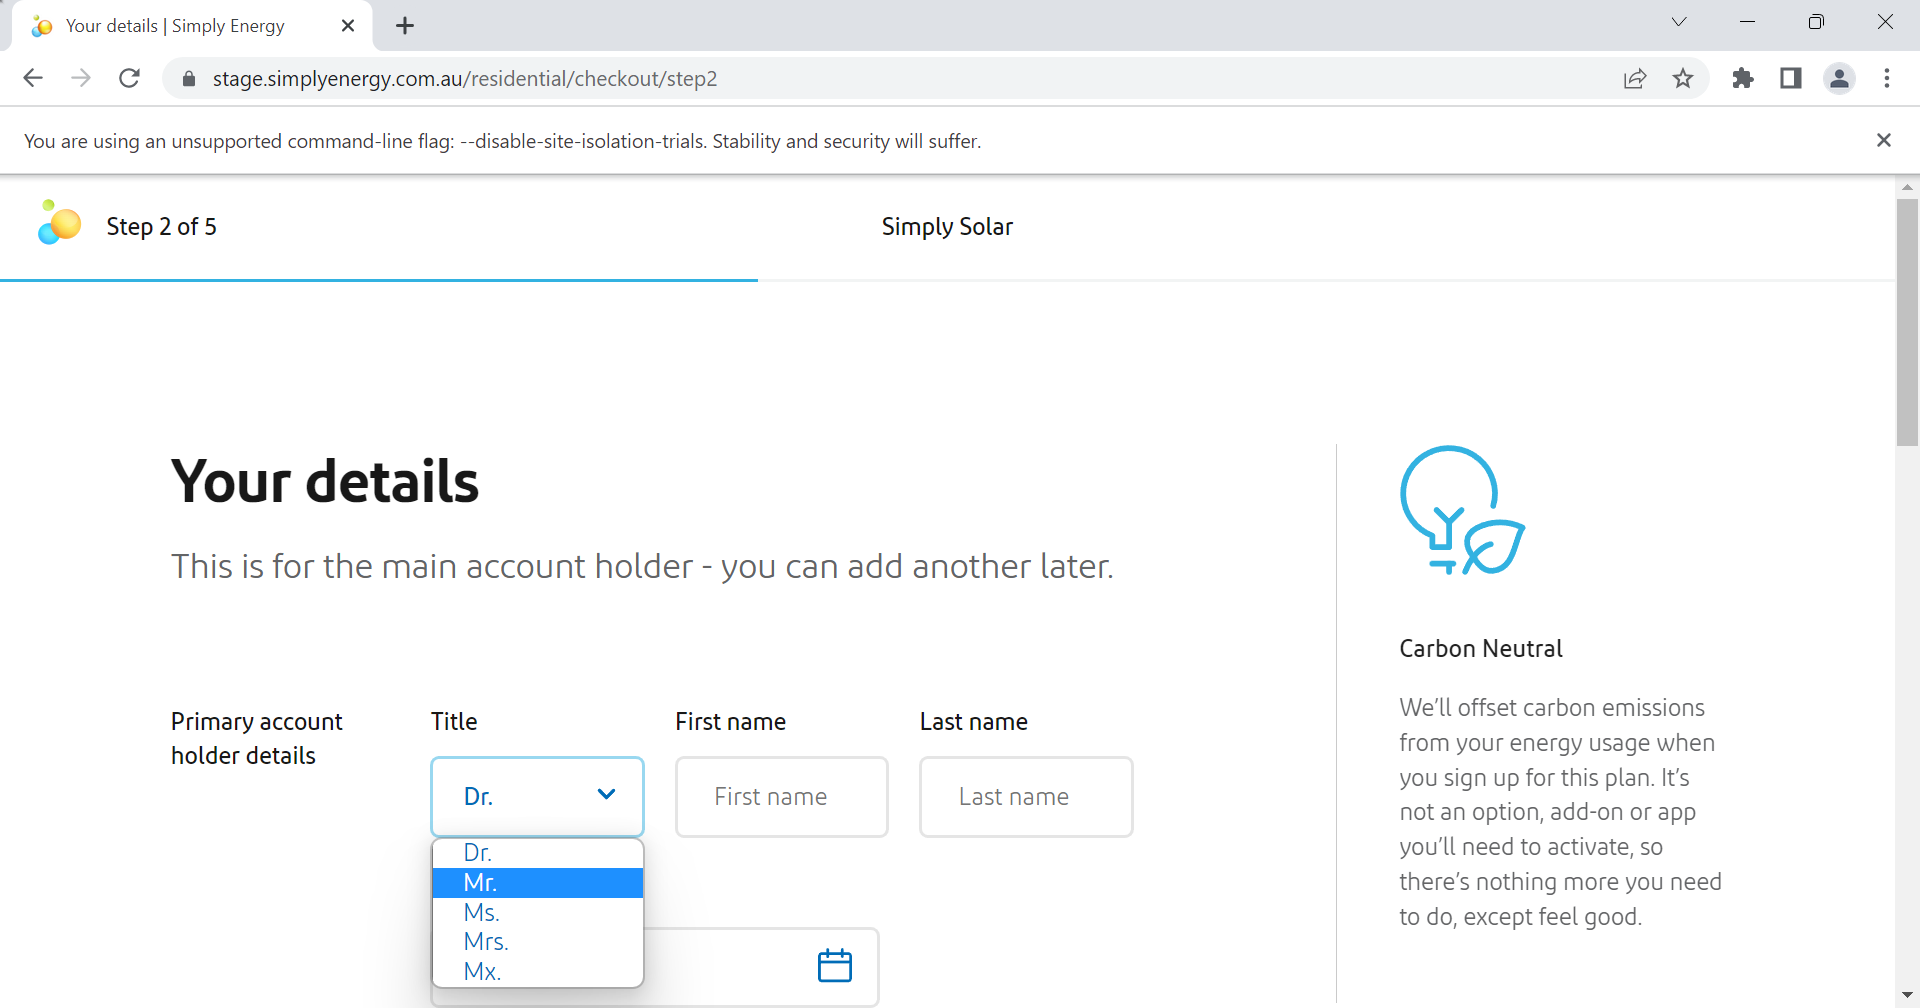 Your details | Simply Energy
stage.simplyenergy.com.au/residential/checkout/step2
You are using an unsupported command-line flag: --disable-site-isolation-trials. Stability and security will suffer.
Step 2 of 5
Simply Solar
Your details
This is for the main account holder - you can add another later.
Primary account
holder details
Title
First name
Last name
Dr.
First name
Last name
Dr.
Mr.
Ms.
Mrs.
Mx.
Carbon Neutral
We'll offset carbon emissions
from your energy usage when
you sign up for this plan. It's
not an option, add-on or app
you'll need to activate, so
there's nothing more you need
to do, except feel good.